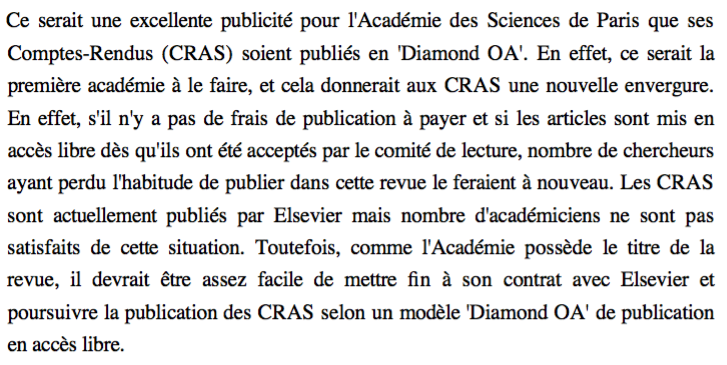 Ce serait une excellente publicité pour l'Académie des Sciences de Paris que ses
Comptes-Rendus (CRAS) soient publiés en 'Diamond OA'. En effet, ce serait la
première académie à le faire, et cela donnerait aux CRAS une nouvelle envergure.
En effet, s'il n'y a pas de frais de publication à payer et si les articles sont mis en
accès libre dès qu'ils ont été acceptés par le comité de lecture, nombre de chercheurs
ayant perdu l'habitude de publier dans cette revue le feraient à nouveau. Les CRAS
sont actuellement publiés par Elsevier mais nombre d'académiciens ne sont pas
satisfaits de cette situation. Toutefois, comme l'Académie possède le titre de la
revue, il devrait être assez facile de mettre fin à son contrat avec Elsevier et
poursuivre la publication des CRAS selon un modèle 'Diamond OA' de publication
en accès libre.